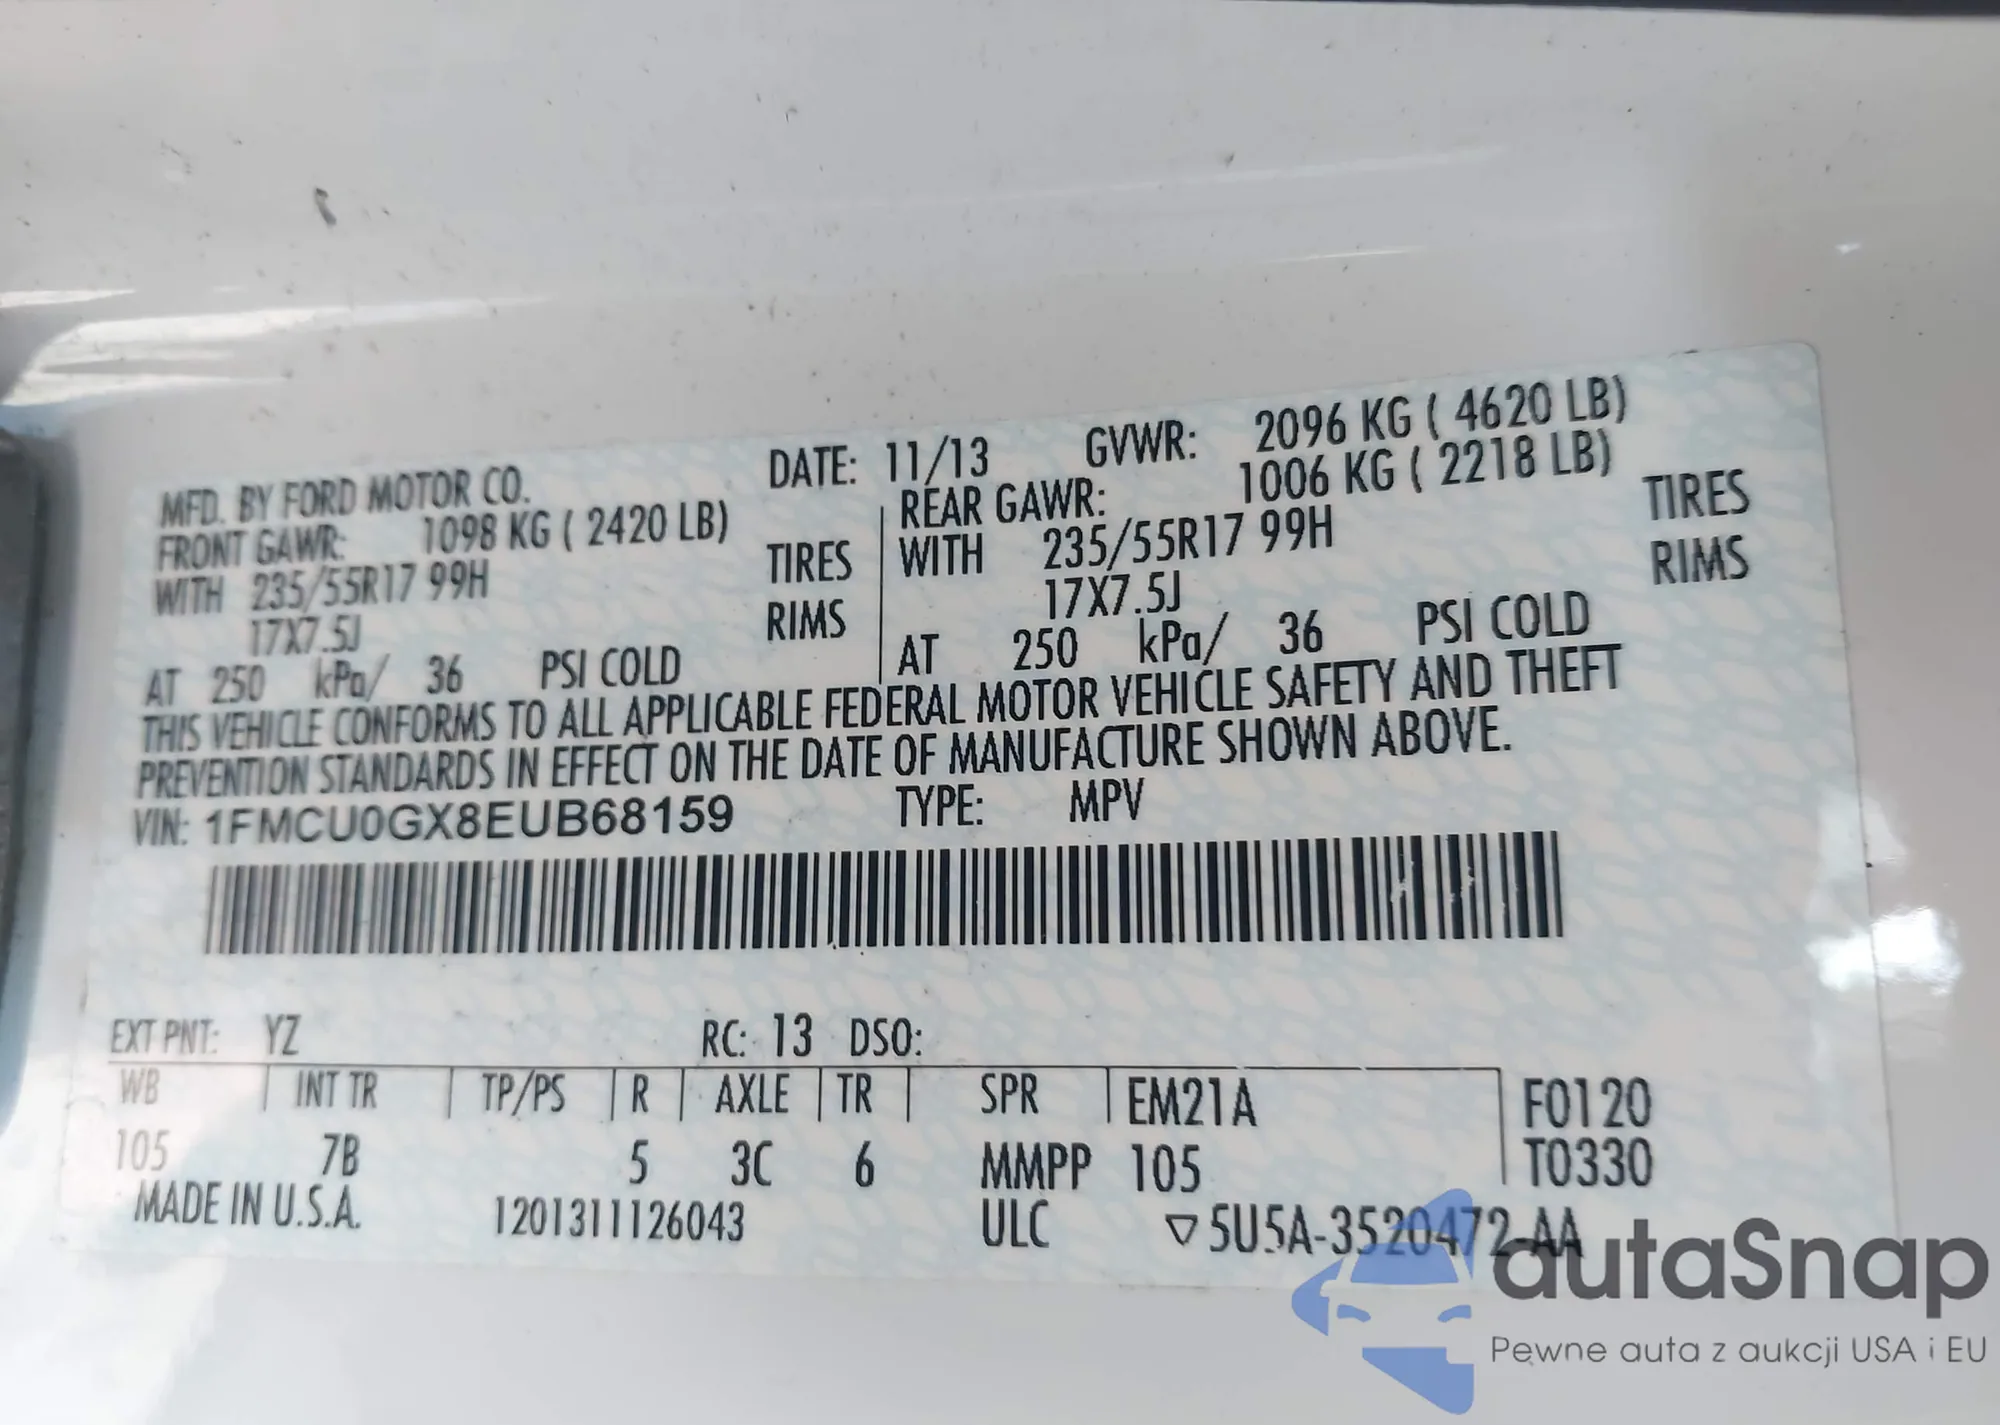 MFD. BY FORD MOTOR CO. DATE: 11/13 GVWR: 2096 KG ( 4620 LB)
FRONT GAWR: 1098 KG ( 2420 LB) REAR GAWR: 1006 KG ( 2218 LB)
WITH 235/55R17 99H TIRES WITH 235/55R17 99H TIRES
17X7.5J RIMS 17X7.5J RIMS
AT 250 kPa/ 36 PSI COLD AT 250 kPa/ 36 PSI COLD
THIS VEHICLE CONFORMS TO ALL APPLICABLE FEDERAL MOTOR VEHICLE SAFETY AND THEFT
PREVENTION STANDARDS IN EFFECT ON THE DATE OF MANUFACTURE SHOWN ABOVE.
VIN: 1FMCU0GX8EUB68159 TYPE: MPV
EXT PNT: YZ RC: 13 DSO:
WB INT TR TP/PS R AXLE TR SPR EM21A F0120
105 7B 5 3C 6 MMPP 105 T0330
MADE IN U.S.A. 1201311126043 ULC ▽5U5A-3520472-AA
autaSnap
Pewne auta z aukcji USA i EU